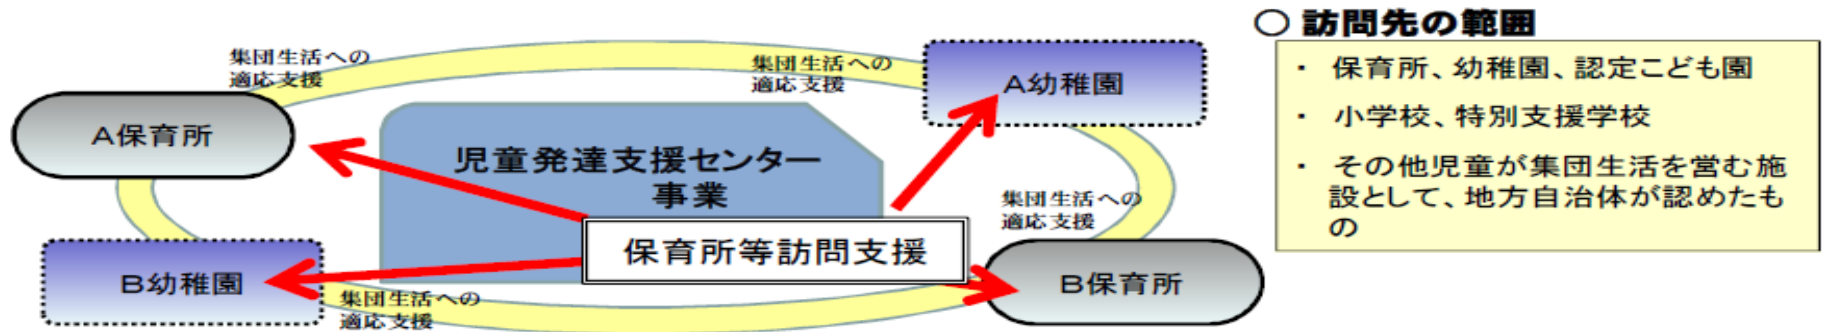 集団生活への
適応支援
集団生活への
適応支援
A幼稚園
A保育所
児童発達支援センター
事業
集団生活への
適応支援
保育所等訪問支援
B幼稚園
B保育所
集団生活への
適応支援
○ 訪問先の範囲
・ 保育所、幼稚園、認定こども園
・ 小学校、特別支援学校
・ その他児童が集団生活を営む施
設として、地方自治体が認めたも
の